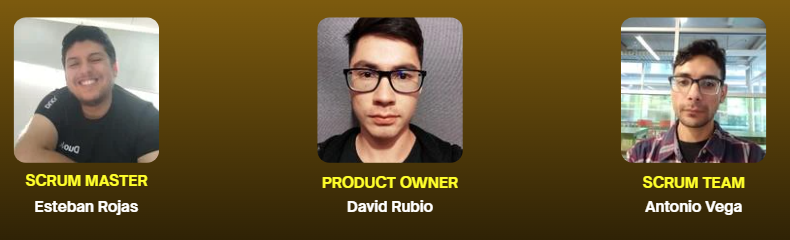 SCRUM MASTER
Esteban Rojas
PRODUCT OWNER
David Rubio
SCRUM TEAM
Antonio Vega